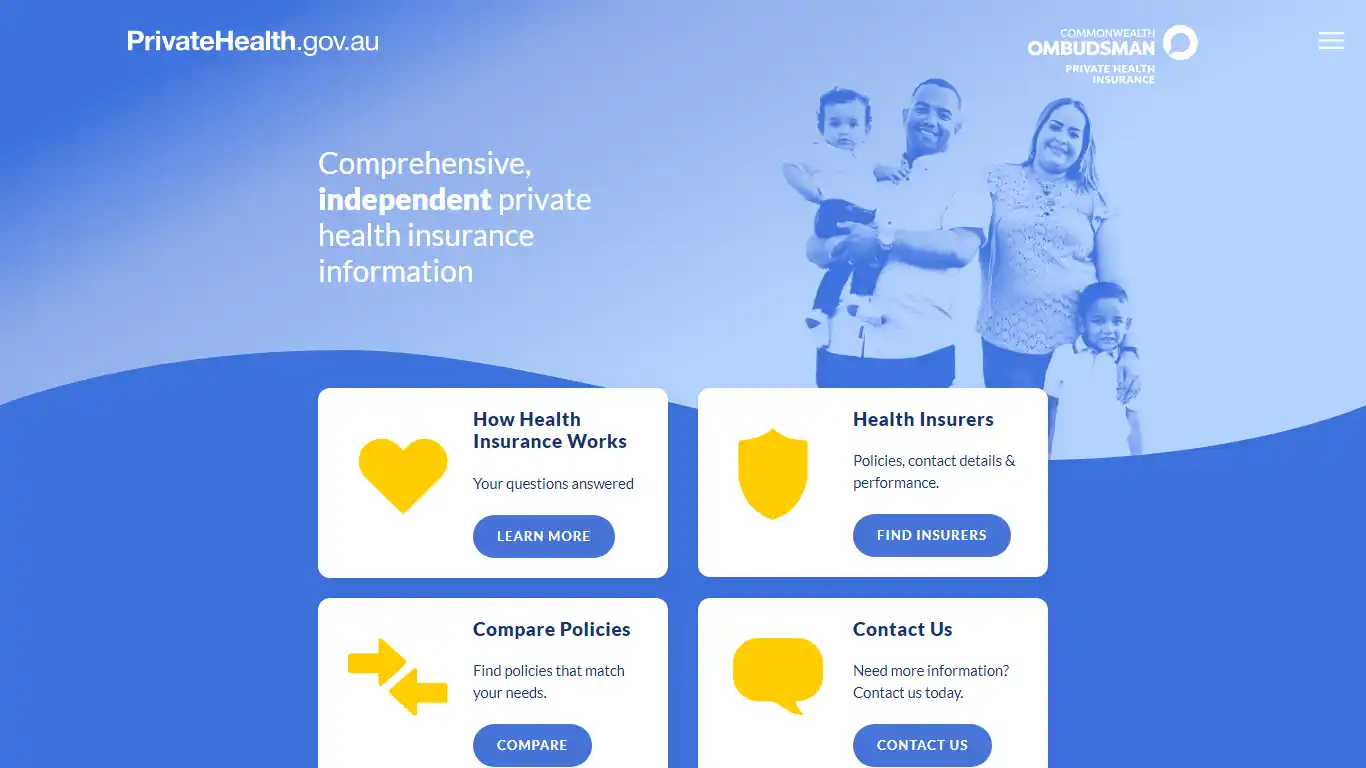 PrivateHealth.gov.au
COMMONWEALTH
OMBUDSMAN
PRIVATE HEALTH
INSURANCE
Comprehensive,
independent private
health insurance
information
How Health
Insurance Works
Your questions answered
LEARN MORE
Health Insurers
Policies, contact details &
performance.
FIND INSURERS
Compare Policies
Find policies that match
your needs.
COMPARE
Contact Us
Need more information?
Contact us today.
CONTACT US